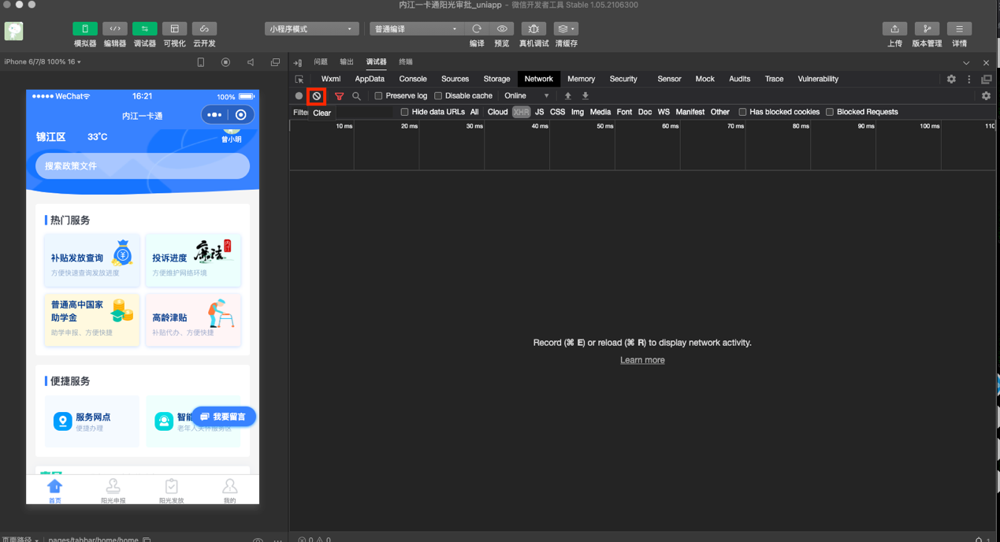 内江一卡通阳光审批_uniapp - 微信开发者工具 Stable 1.05.2106300
小程序模式
普通编译
模拟器 编辑器 调试器 可视化 云开发
编译 预览 真机调试 清缓存
上传 版本管理 详情
iPhone 6/7/8 100% 16
问题 输出 调试器 终端
Wxml AppData Console Sources Storage Network Memory Security Sensor Mock Audits Trace Vulnerability
Preserve log Disable cache Online
Filter Clear Hide data URLs All Cloud XHR JS CSS Img Media Font Doc WS Manifest Other Has blocked cookies Blocked Requests
10 ms 20 ms 30 ms 40 ms 50 ms 60 ms 70 ms 80 ms 90 ms 100 ms 110
Record (⌘ E) or reload (⌘ R) to display network activity.
Learn more
WeChat 16:21 100%
内江一卡通
锦江区 33℃
曾小明
搜索政策文件
热门服务
补贴发放查询
方便快速查询发放进度
投诉进度
方便维护网络环境
廉洁
内江
普通高中国家
助学金
助学申报、方便快捷
高龄津贴
补贴代办、方便快捷
便捷服务
服务网点
便捷办理
智能
老年人关怀服务区
我要留言
首页 阳光申报 阳光发放 我的
页面路径 pages/tabbar/home/home
0 0
1